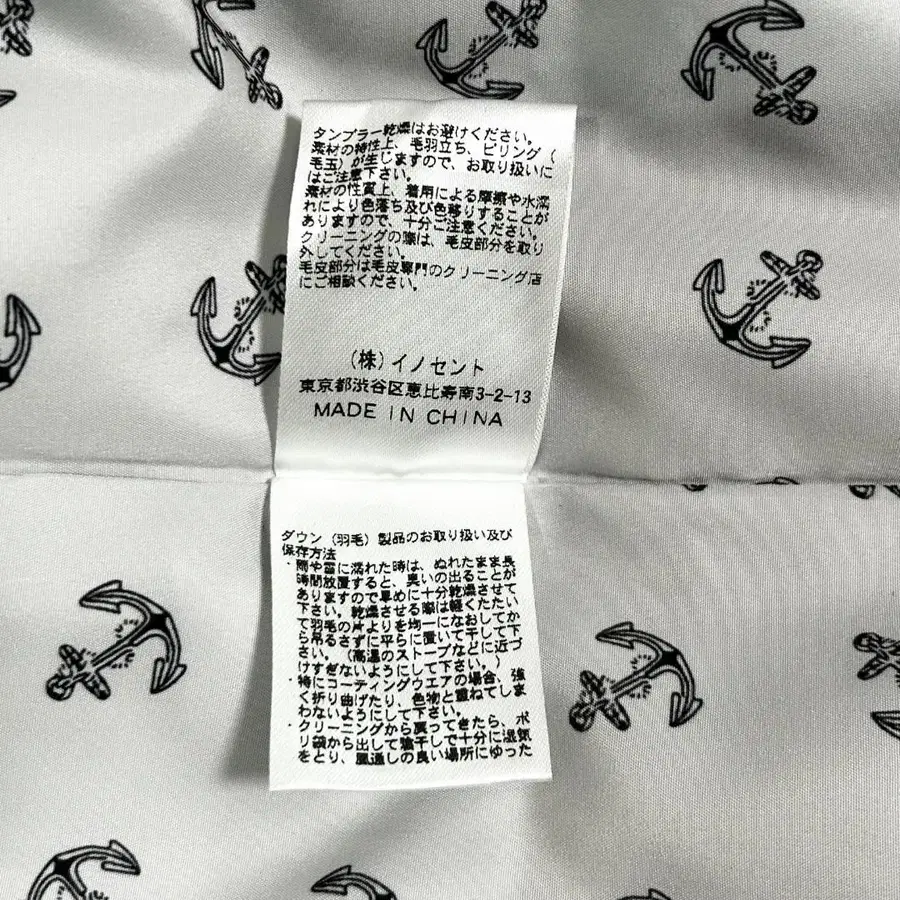 タンブラー乾燥はお避けください。
素材の特性上、毛羽立ち、ピリング(
毛玉)が生じますので、お取り扱いに
はご注意下さい。
素材の性質上、着用による摩擦や水濡
れにより色落ち及び色移りすることが
ありますので、十分ご注意ください。
クリーニングの際は、毛皮部分を取り
外してください。
毛皮部分は毛皮専門のクリーニング店
にご相談ください。
(株)イノセント
東京都渋谷区恵比寿南3-2-13
MADE IN CHINA
ダウン(羽毛)製品のお取り扱い及び
保存方法
・雨や雪に濡れた時は、ぬれたまま長
時間放置すると、臭いの出ることが
ありますので早めに十分乾燥させて
下さい。乾燥させる際は軽くたたい
て羽毛の片よりを均一になおしてか
ら吊るさずに平らに置いて干して下
さい。(高温のストーブなどに近づ
けすぎないようにして下さい。)
・特にコーティングウエアの場合、強
く折り曲げたり、色物と重ねてしま
わないようにして下さい。
・クリーニングから戻ってきたら、ポ
リ袋から出して陰干しで十分に湿気
をとり、風通しの良い場所にゆった